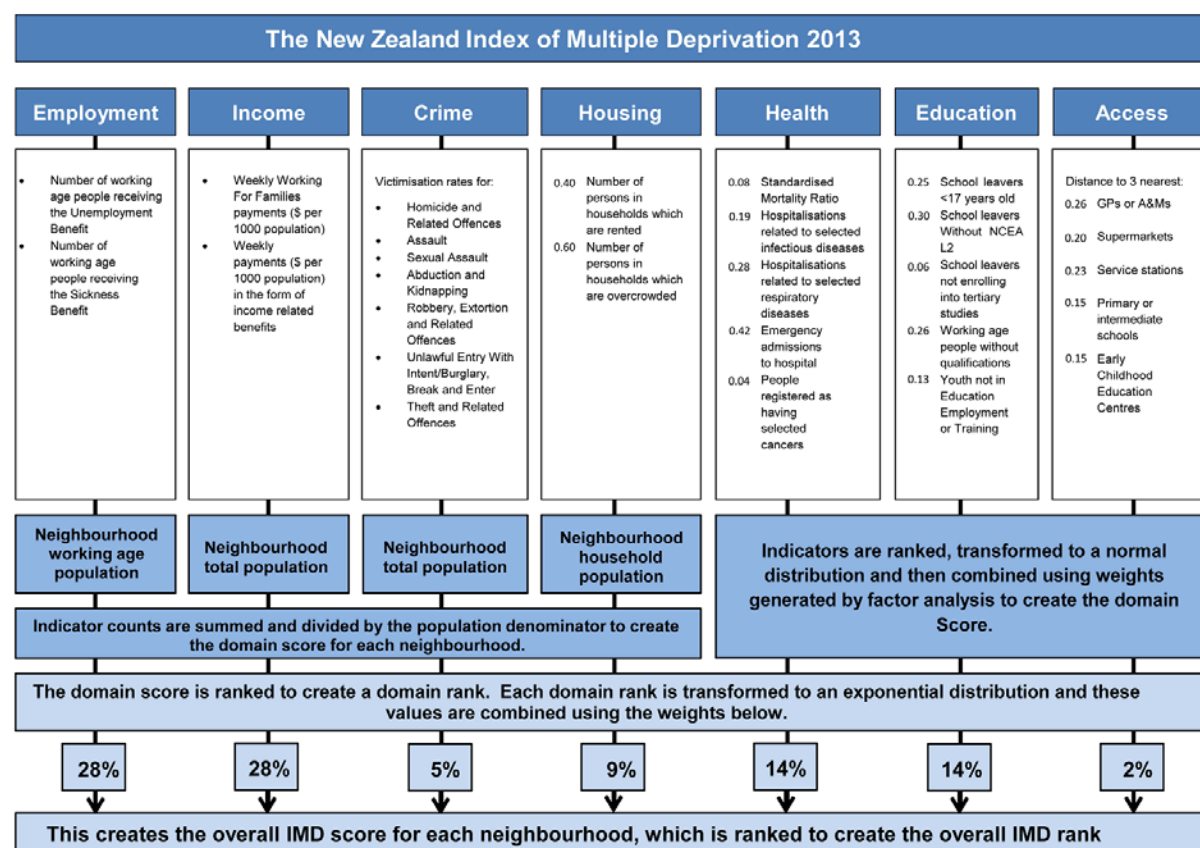 The New Zealand Index of Multiple Deprivation 2013
Employment
Income
Crime
Housing
Health
Education
Access
Number of working
age people receiving
the Unemployment
Benefit
Number of
working age
people receiving
the Sickness
Benefit
Weekly Working
For Families
payments ($ per
1000 population)
Weekly
payments ($ per
1000 population)
in the form of
income related
benefits
Victimisation rates for:
Homicide and
Related Offences
Assault
Sexual Assault
Abduction and
Kidnapping
Robbery, Extortion
and Related
Offences
Unlawful Entry With
Intent/Burglary,
Break and Enter
Theft and Related
Offences
0.40 Number of
persons in
households which
are rented
0.60 Number of
persons in
households which
are overcrowded
0.08 Standardised
Mortality Ratio
0.19 Hospitalisations
related to selected
infectious diseases
0.28 Hospitalisations
related to selected
respiratory
diseases
0.42 Emergency
admissions
to hospital
0.04 People
registered as
having
selected
cancers
0.25 School leavers
<17 years old
0.30 School leavers
Without NCEA
L2
0.06 School leavers
not enrolling
into tertiary
studies
0.26 Working age
people without
qualifications
0.13 Youth not in
Education
Employment
or Training
Distance to 3 nearest:
0.26 GPs or A&Ms
0.20 Supermarkets
0.23 Service stations
0.15 Primary or
intermediate
schools
0.15 Early
Childhood
Education
Centres
Neighbourhood
working age
population
Neighbourhood
total population
Neighbourhood
total population
Neighbourhood
household
population
Indicators are ranked, transformed to a normal
distribution and then combined using weights
generated by factor analysis to create the domain
Score.
Indicator counts are summed and divided by the population denominator to create
the domain score for each neighbourhood.
The domain score is ranked to create a domain rank. Each domain rank is transformed to an exponential distribution and these
values are combined using the weights below.
28%
28%
5%
9%
14%
14%
2%
This creates the overall IMD score for each neighbourhood, which is ranked to create the overall IMD rank